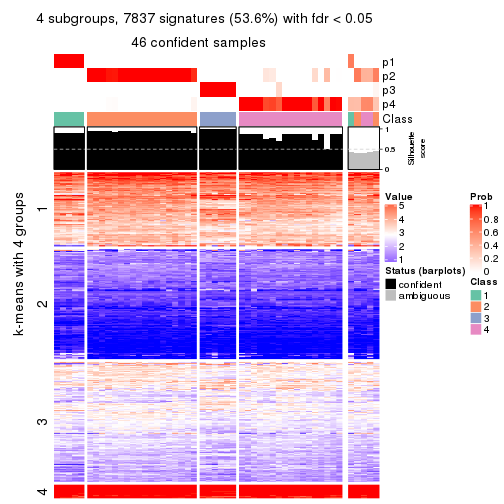 4 subgroups, 7837 signatures (53.6%) with fdr < 0.05
46 confident samples
p1
p2
p3
p4
Class
1
0.5
0
Silhouette
score
k-means with 4 groups
1
2
3
4
Value
5
4
3
2
1
Status (barplots)
confident
ambiguous
Prob
1
0.8
0.6
0.4
0.2
0
Class
1
2
3
4